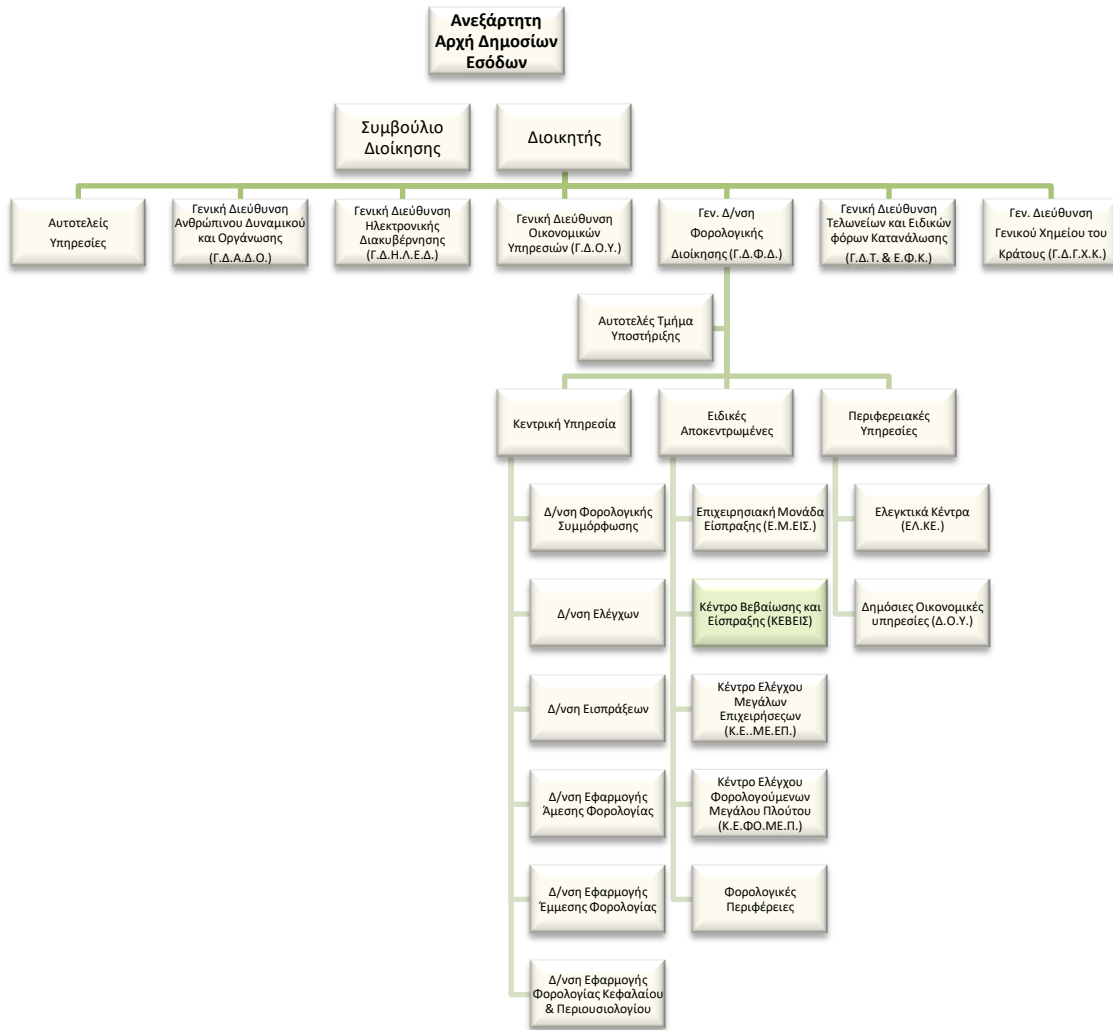 Ανεξάρτητη
Αρχή Δημοσίων
Εσόδων
Συμβούλιο
Διοίκησης
Διοικητής
Αυτοτελείς
Υπηρεσίες
Γενική Διεύθυνση
Ανθρώπινου Δυναμικού
και Οργάνωσης
(Γ.Δ.Α.Δ.Ο.)
Γενική Διεύθυνση
Ηλεκτρονικής
Διακυβέρνησης
(Γ.Δ.Η.Λ.Ε.Δ.)
Γενική Διεύθυνση
Οικονομικών
Υπηρεσιών (Γ.Δ.Ο.Υ.)
Γεν. Δ/νση
Φορολογικής
Διοίκησης (Γ.Δ.Φ.Δ.)
Γενική Διεύθυνση
Τελωνείων και Ειδικών
φόρων Κατανάλωσης
(Γ.Δ.Τ. & Ε.Φ.Κ.)
Γεν. Διεύθυνση
Γενικού Χημείου του
Κράτους (Γ.Δ.Γ.Χ.Κ.)
Αυτοτελές Τμήμα
Υποστήριξης
Κεντρική Υπηρεσία
Ειδικές
Αποκεντρωμένες
Περιφερειακές
Υπηρεσίες
Δ/νση Φορολογικής
Συμμόρφωσης
Επιχειρησιακή Μονάδα
Είσπραξης (Ε.Μ.ΕΙΣ.)
Ελεγκτικά Κέντρα
(ΕΛ.ΚΕ.)
Δ/νση Ελέγχων
Κέντρο Βεβαίωσης και
Είσπραξης (ΚΕΒΕΙΣ)
Δημόσιες Οικονομικές
υπηρεσίες (Δ.Ο.Υ.)
Δ/νση Εισπράξεων
Κέντρο Ελέγχου
Μεγάλων
Επιχειρήσεςων
(Κ.Ε..ΜΕ.ΕΠ.)
Δ/νση Εφαρμογής
Άμεσης Φορολογίας
Κέντρο Ελέγχου
Φορολογούμενων
Μεγάλου Πλούτου
(Κ.Ε.ΦΟ.ΜΕ.Π.)
Δ/νση Εφαρμογής
Έμμεσης Φορολογίας
Φορολογικές
Περιφέρειες
Δ/νση Εφαρμογής
Φορολογίας Κεφαλαίου
& Περιουσιολογίου